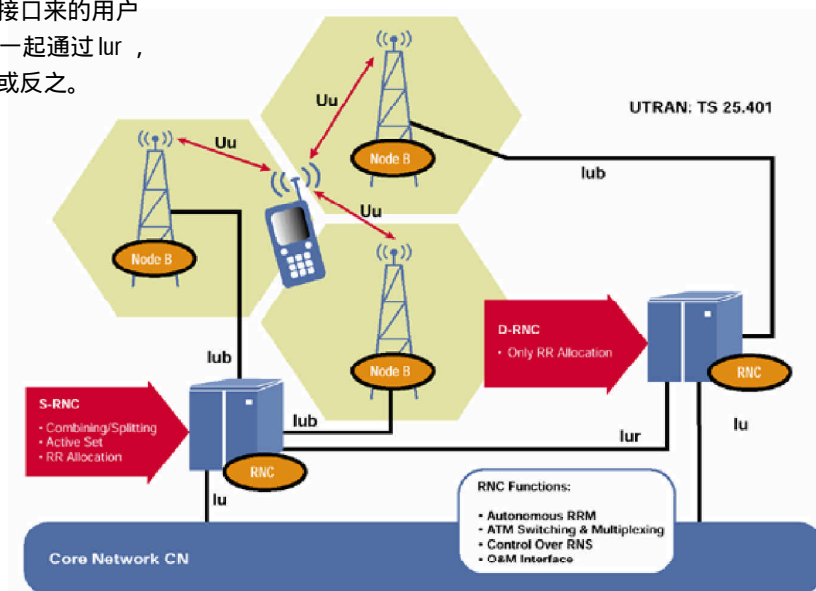 接口来的用户
一起通过 Iur ，
或反之。
UTRAN: TS 25.401
Uu
Uu
Uu
Node B
Node B
Node B
Iub
Iub
Iub
D-RNC
• Only RR Allocation
RNC
S-RNC
• Combining/Splitting
• Active Set
• RR Allocation
RNC
Iur
Iu
Iu
RNC Functions:
• Autonomous RRM
• ATM Switching & Multiplexing
• Control Over RNS
• O&M Interface
Core Network CN